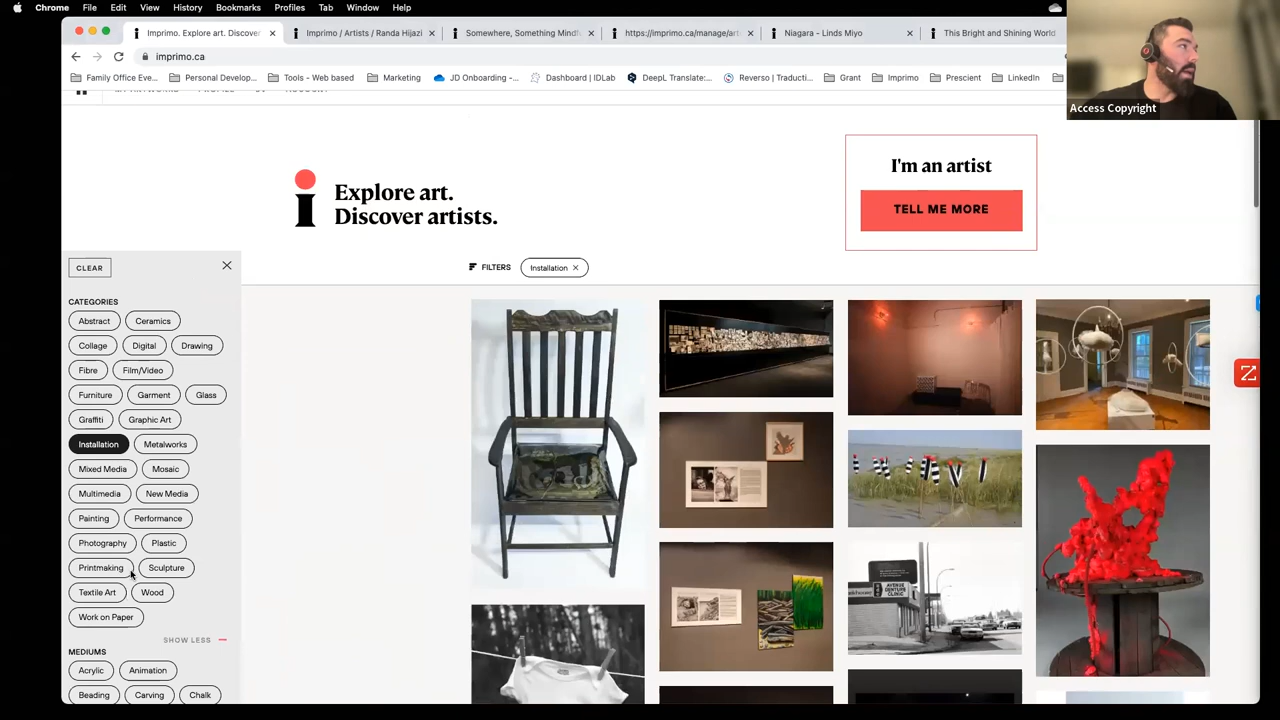 Chrome File Edit View History Bookmarks Profiles Tab Window Help
Imprimo. Explore art. Discover
Imprimo / Artists / Randa Hijazi
Somewhere, Something Mindf
https://imprimo.ca/manage/art
Niagara - Linds Miyo
This Bright and Shining World
imprimo.ca
Family Office Eve... Personal Develop... Tools - Web based Marketing JD Onboarding -... Dashboard | IDLab DeepL Translate:... Reverso | Traducti... Grant Imprimo Prescient LinkedIn
Access Copyright
Explore art.
Discover artists.
I'm an artist
TELL ME MORE
CLEAR
FILTERS
Installation
CATEGORIES
Abstract Ceramics
Collage Digital Drawing
Fibre Film/Video
Furniture Garment Glass
Graffiti Graphic Art
Installation Metalworks
Mixed Media Mosaic
Multimedia New Media
Painting Performance
Photography Plastic
Printmaking Sculpture
Textile Art Wood
Work on Paper
SHOW LESS
MEDIUMS
Acrylic Animation
Beading Carving Chalk
AVENUE
DENTURE
CLINIC